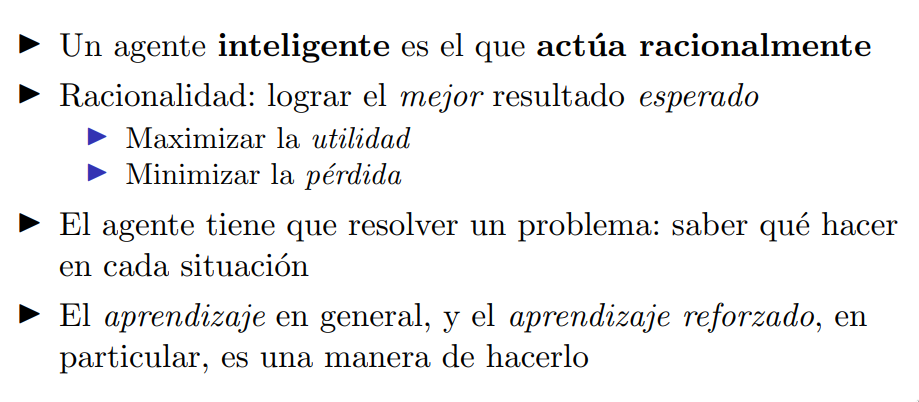 Un agente inteligente es el que actúa racionalmente
Racionalidad: lograr el mejor resultado esperado
Maximizar la utilidad
Minimizar la pérdida
El agente tiene que resolver un problema: saber qué hacer
en cada situación
El aprendizaje en general, y el aprendizaje reforzado, en
particular, es una manera de hacerlo